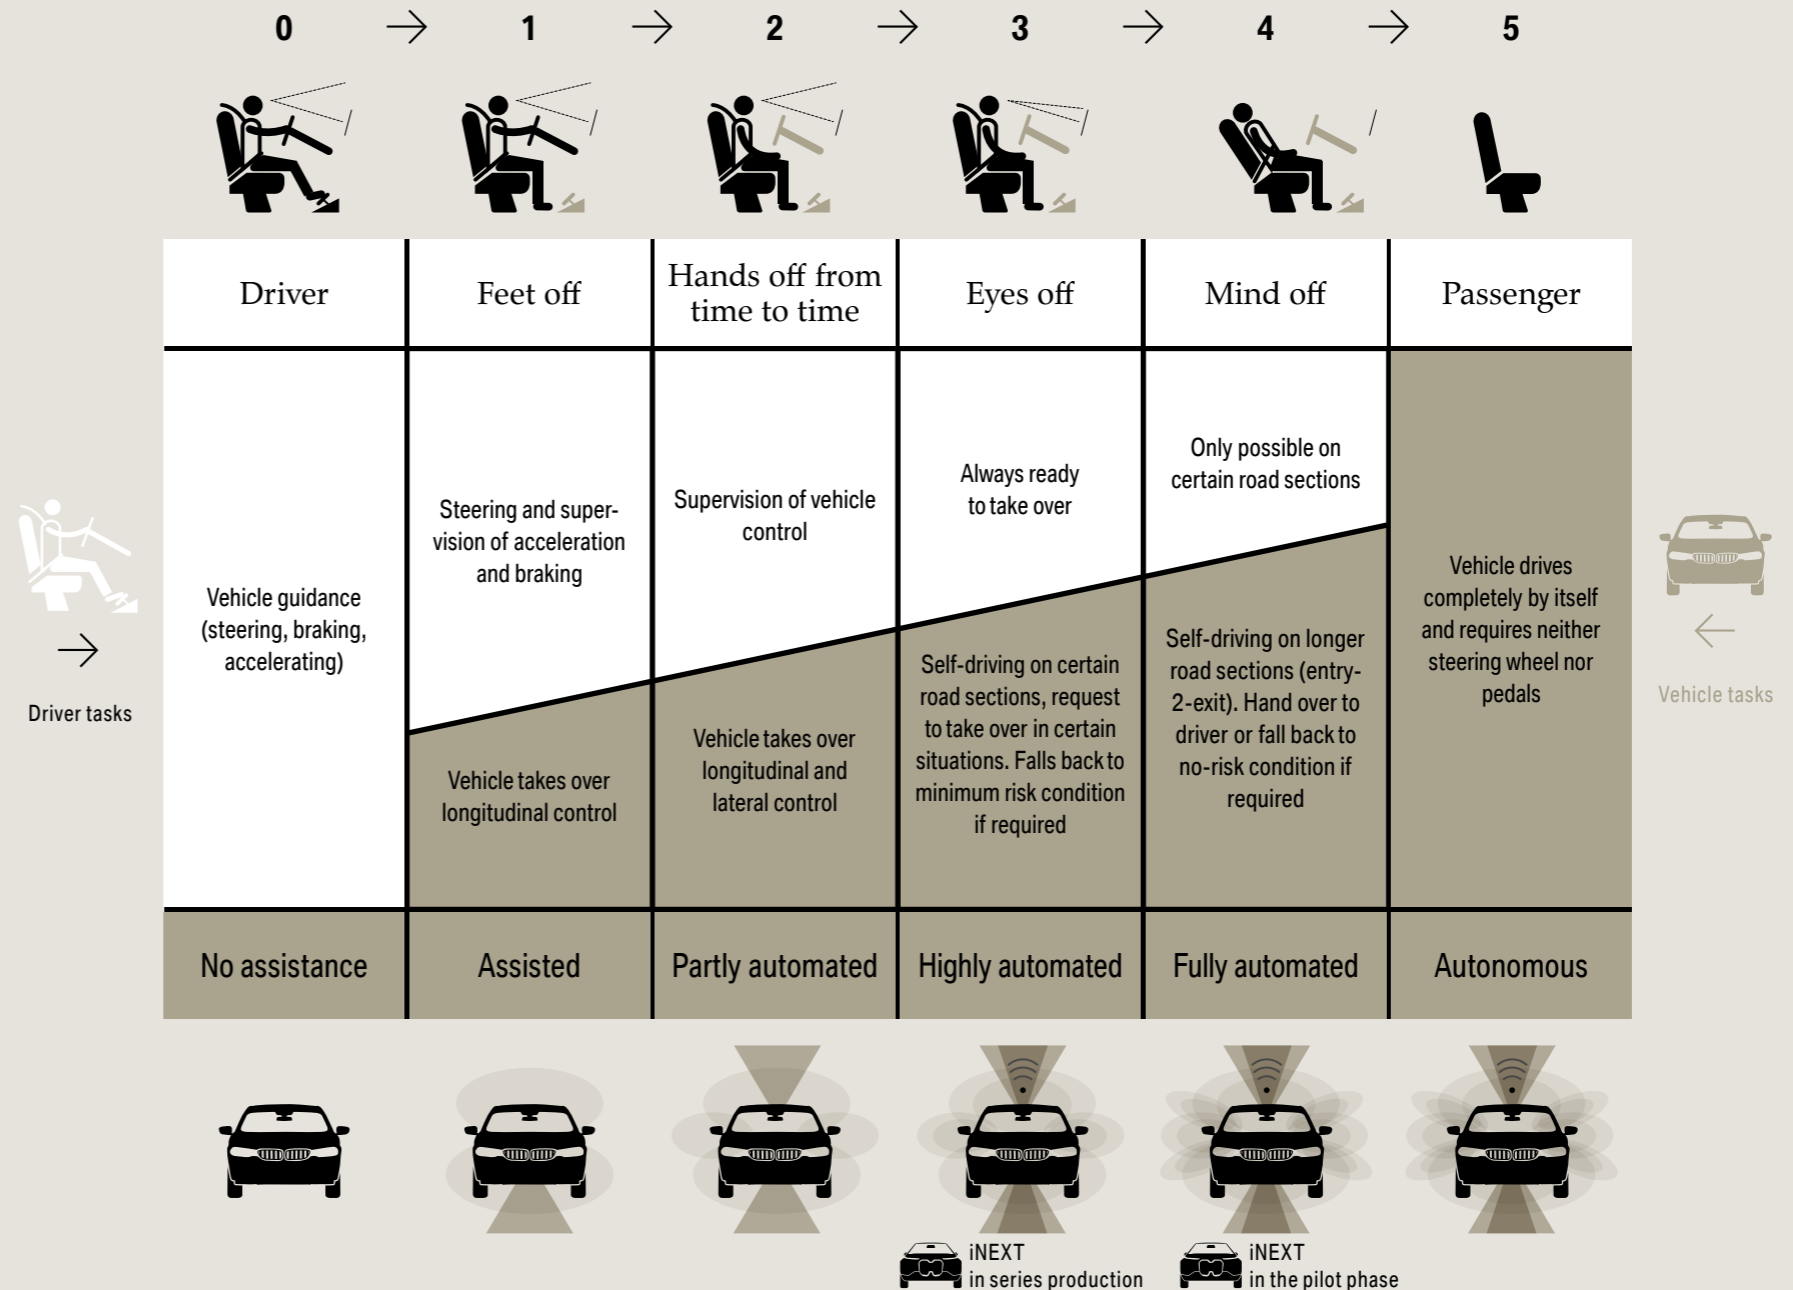 0 → 1 → 2 → 3 → 4 → 5
Driver
Feet off
Hands off from
time to time
Eyes off
Mind off
Passenger
Driver tasks
Vehicle guidance
(steering, braking,
accelerating)
Steering and super-
vision of acceleration
and braking
Vehicle takes over
longitudinal control
Supervision of vehicle
control
Vehicle takes over
longitudinal and
lateral control
Always ready
to take over
Self-driving on certain
road sections, request
to take over in certain
situations. Falls back to
minimum risk condition
if required
Only possible on
certain road sections
Self-driving on longer
road sections (entry-
2-exit). Hand over to
driver or fall back to
no-risk condition if
required
Vehicle drives
completely by itself
and requires neither
steering wheel nor
pedals
Vehicle tasks
No assistance
Assisted
Partly automated
Highly automated
Fully automated
Autonomous
iNEXT
in series production
iNEXT
in the pilot phase